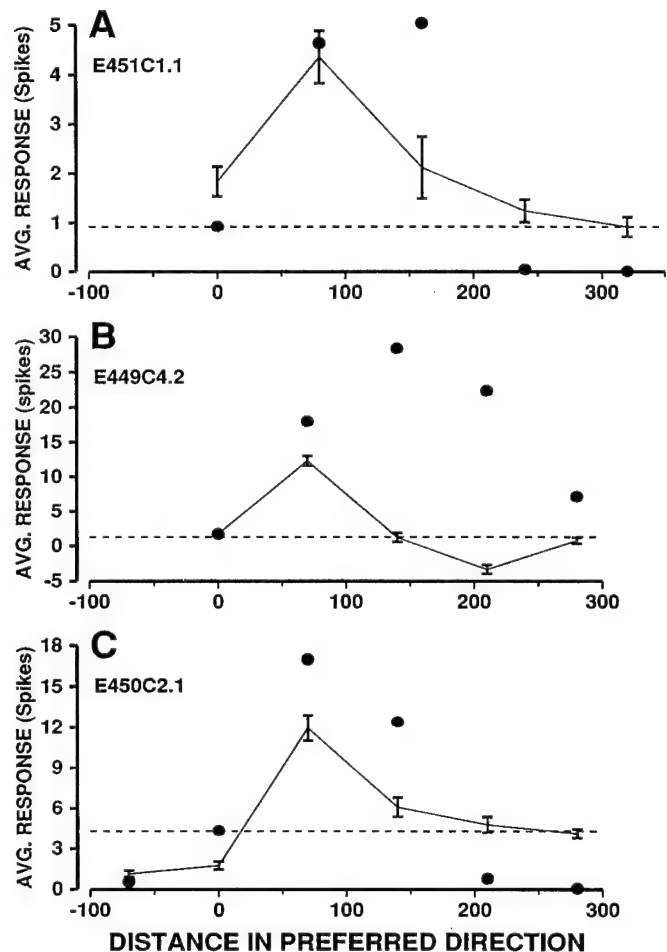 A
E451C1.1
AVG. RESPONSE (Spikes)
5
4
3
2
1
0
-100 0 100 200 300
B
E449C4.2
AVG. RESPONSE (spikes)
30
25
20
15
10
5
0
-5
-100 0 100 200 300
C
E450C2.1
AVG. RESPONSE (Spikes)
18
15
12
9
6
3
0
-100 0 100 200 300
DISTANCE IN PREFERRED DIRECTION